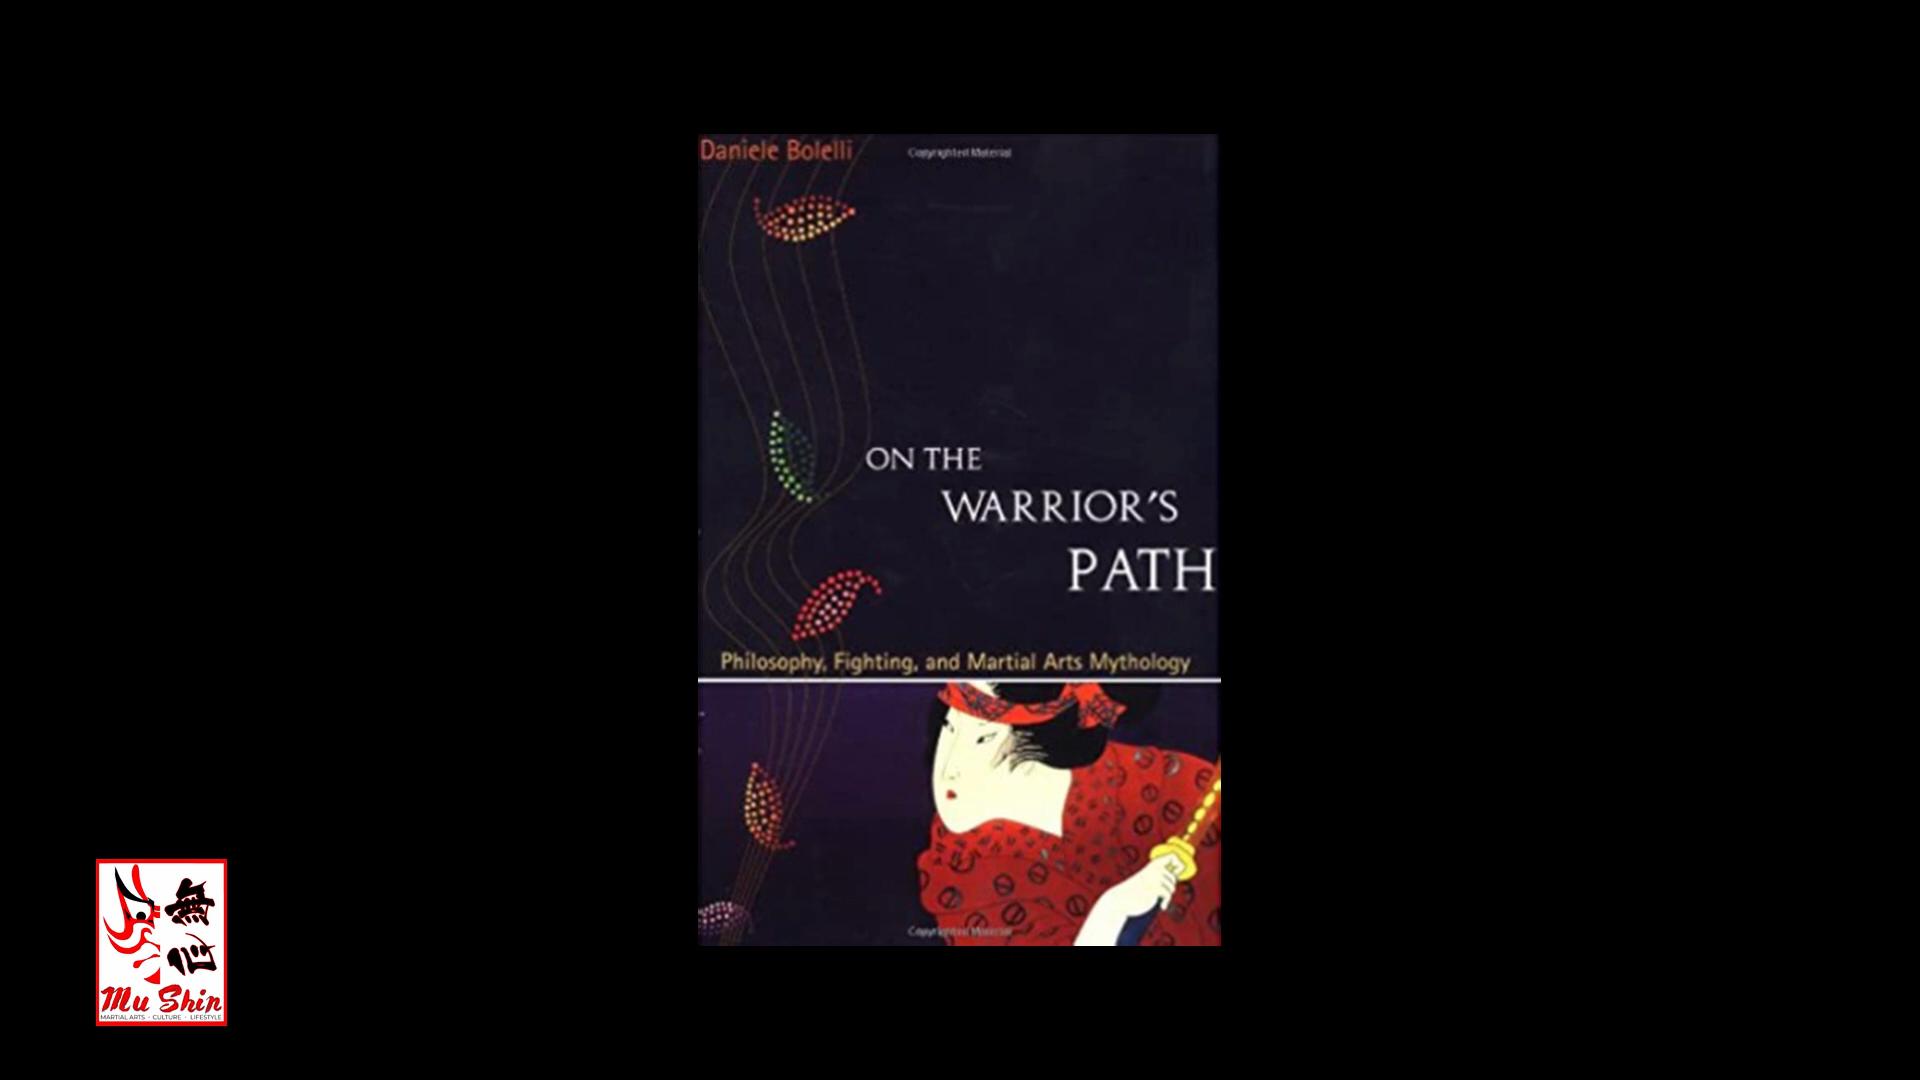 Daniele Bolelli
Copyrighted Material
ON THE
WARRIOR'S
PATH
Philosophy, Fighting, and Martial Arts Mythology
Copyrighted Material
無心
Mu Shin
MARTIAL ARTS - CULTURE - LIFESTYLE